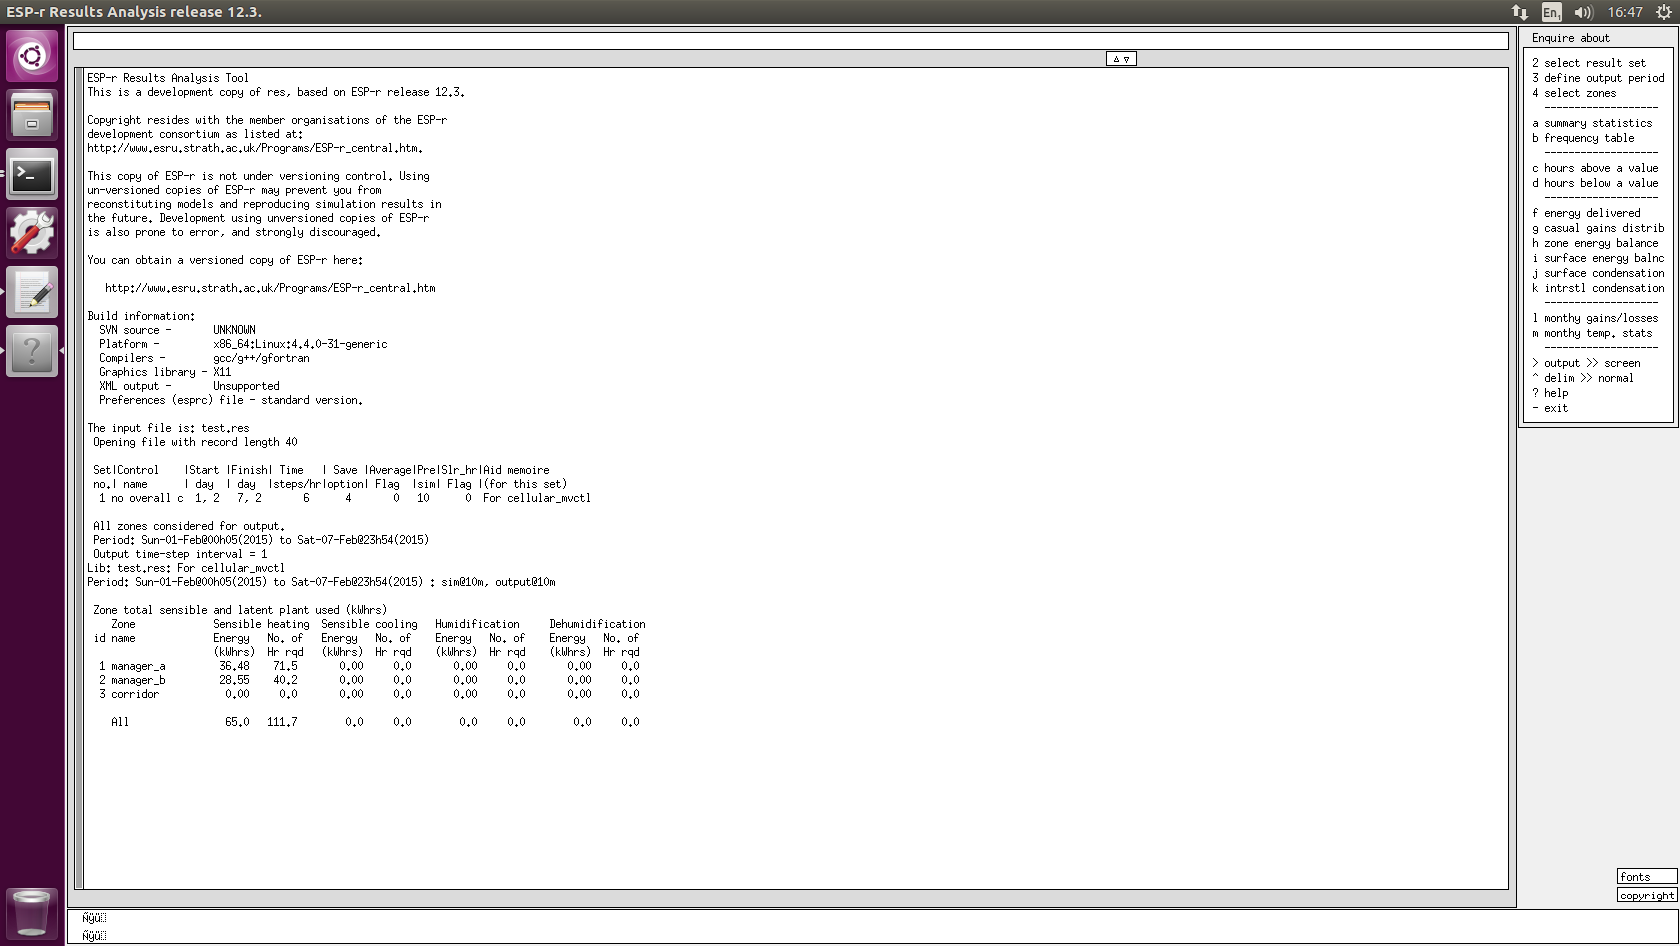 ESP-r Results Analysis release 12.3.
En1
16:47
ESP-r Results Analysis Tool
This is a development copy of res, based on ESP-r release 12.3.
Copyright resides with the member organisations of the ESP-r
development consortium as listed at:
http://www.esru.strath.ac.uk/Programs/ESP-r_central.htm.
This copy of ESP-r is not under versioning control. Using
un-versioned copies of ESP-r may prevent you from
reconstituting models and reproducing simulation results in
the future. Development using unversioned copies of ESP-r
is also prone to error, and strongly discouraged.
You can obtain a versioned copy of ESP-r here:
http://www.esru.strath.ac.uk/Programs/ESP-r_central.htm
Build information:
SVN source - UNKNOWN
Platform - x86_64:Linux:4.4.0-31-generic
Compilers - gcc/g++/gfortran
Graphics library - X11
XML output - Unsupported
Preferences (esprc) file - standard version.
The input file is: test.res
Opening file with record length 40
Set|Control |Start |Finish| Time | Save |Average|Pre|Slr_hr|Aid memoire
no.| name | day | day |steps/hr|option| Flag |sim| Flag |(for this set)
1 no overall c 1, 2 7, 2 6 4 0 10 0 For cellular_mvctl
All zones considered for output.
Period: Sun-01-Feb@00h05(2015) to Sat-07-Feb@23h54(2015)
Output time-step interval = 1
Lib: test.res: For cellular_mvctl
Period: Sun-01-Feb@00h05(2015) to Sat-07-Feb@23h54(2015) : sim@10m, output@10m
Zone total sensible and latent plant used (kWhrs)
Zone Sensible heating Sensible cooling Humidification Dehumidification
id name Energy No. of Energy No. of Energy No. of Energy No. of
(kWhrs) Hr rqd (kWhrs) Hr rqd (kWhrs) Hr rqd (kWhrs) Hr rqd
1 manager_a 36.48 71.5 0.00 0.0 0.00 0.0 0.00 0.0
2 manager_b 28.55 40.2 0.00 0.0 0.00 0.0 0.00 0.0
3 corridor 0.00 0.0 0.00 0.0 0.00 0.0 0.00 0.0
All 65.0 111.7 0.0 0.0 0.0 0.0 0.0 0.0
Enquire about
2 select result set
3 define output period
4 select zones
-------------------
a summary statistics
b frequency table
-------------------
c hours above a value
d hours below a value
-------------------
f energy delivered
g casual gains distrib
h zone energy balance
i surface energy balnc
j surface condensation
k intrstl condensation
-------------------
l monthy gains/losses
m monthy temp. stats
-------------------
> output >> screen
^ delim >> normal
? help
- exit
fonts
copyright